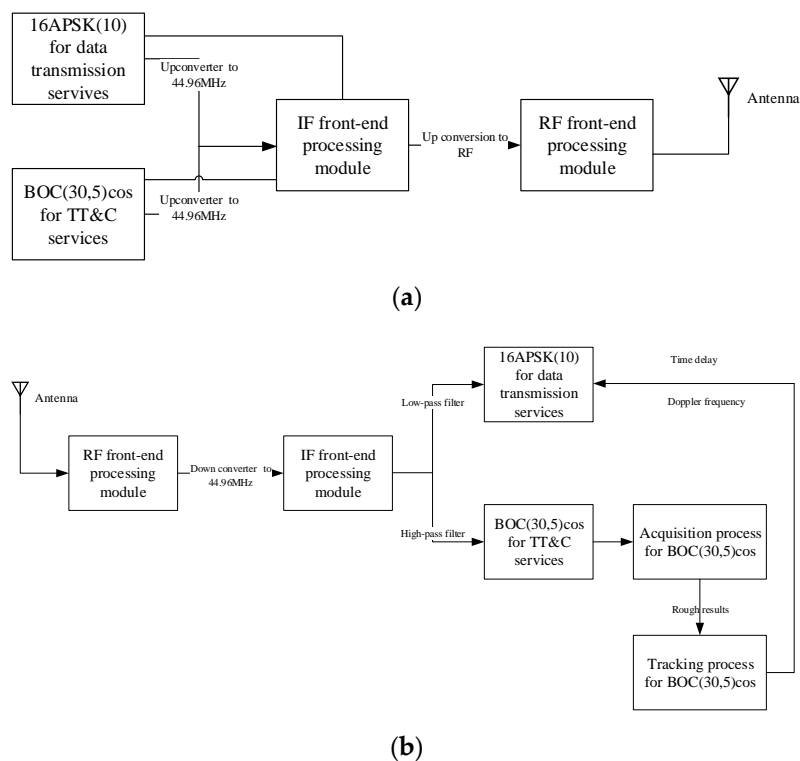 16APSK(10)
for data
transmission
servives
Upconverter to
44.96MHz
BOC(30,5)cos
for TT&C
services
Upconverter to
44.96MHz
IF front-end
processing
module
Up conversion to
RF
RF front-end
processing
module
Antenna
(a)
Antenna
RF front-end
processing
module
Down converter to
44.96MHz
IF front-end
processing
module
Low-pass filter
High-pass filter
16APSK(10)
for data
transmission
services
Time delay
Doppler frequency
BOC(30,5)cos
for TT&C
services
Acquisition process
for BOC(30,5)cos
Rough results
Tracking process
for BOC(30,5)cos
(b)